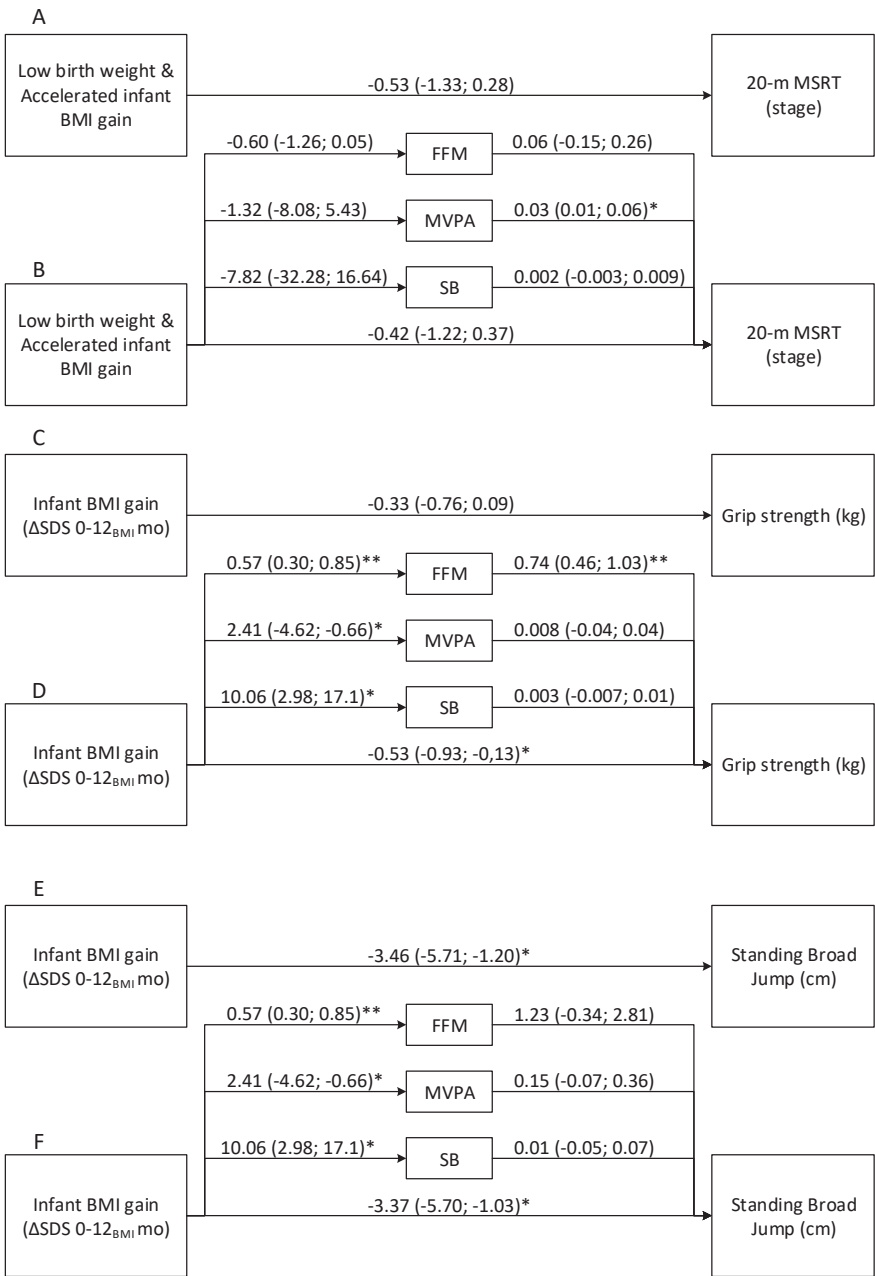 A
Low birth weight &
Accelerated infant
BMI gain
-0.53 (-1.33; 0.28)
20-m MSRT
(stage)
-0.60 (-1.26; 0.05)
FFM
0.06 (-0.15; 0.26)
-1.32 (-8.08; 5.43)
MVPA
0.03 (0.01; 0.06)*
B
-7.82 (-32.28; 16.64)
SB
0.002 (-0.003; 0.009)
Low birth weight &
Accelerated infant
BMI gain
-0.42 (-1.22; 0.37)
20-m MSRT
(stage)
C
Infant BMI gain
(ΔSDS 0-12BMI mo)
-0.33 (-0.76; 0.09)
Grip strength (kg)
0.57 (0.30; 0.85)**
FFM
0.74 (0.46; 1.03)**
2.41 (-4.62; -0.66)*
MVPA
0.008 (-0.04; 0.04)
D
10.06 (2.98; 17.1)*
SB
0.003 (-0.007; 0.01)
Infant BMI gain
(ΔSDS 0-12BMI mo)
-0.53 (-0.93; -0,13)*
Grip strength (kg)
E
Infant BMI gain
(ΔSDS 0-12BMI mo)
-3.46 (-5.71; -1.20)*
Standing Broad
Jump (cm)
0.57 (0.30; 0.85)**
FFM
1.23 (-0.34; 2.81)
2.41 (-4.62; -0.66)*
MVPA
0.15 (-0.07; 0.36)
F
10.06 (2.98; 17.1)*
SB
0.01 (-0.05; 0.07)
Infant BMI gain
(ΔSDS 0-12BMI mo)
-3.37 (-5.70; -1.03)*
Standing Broad
Jump (cm)